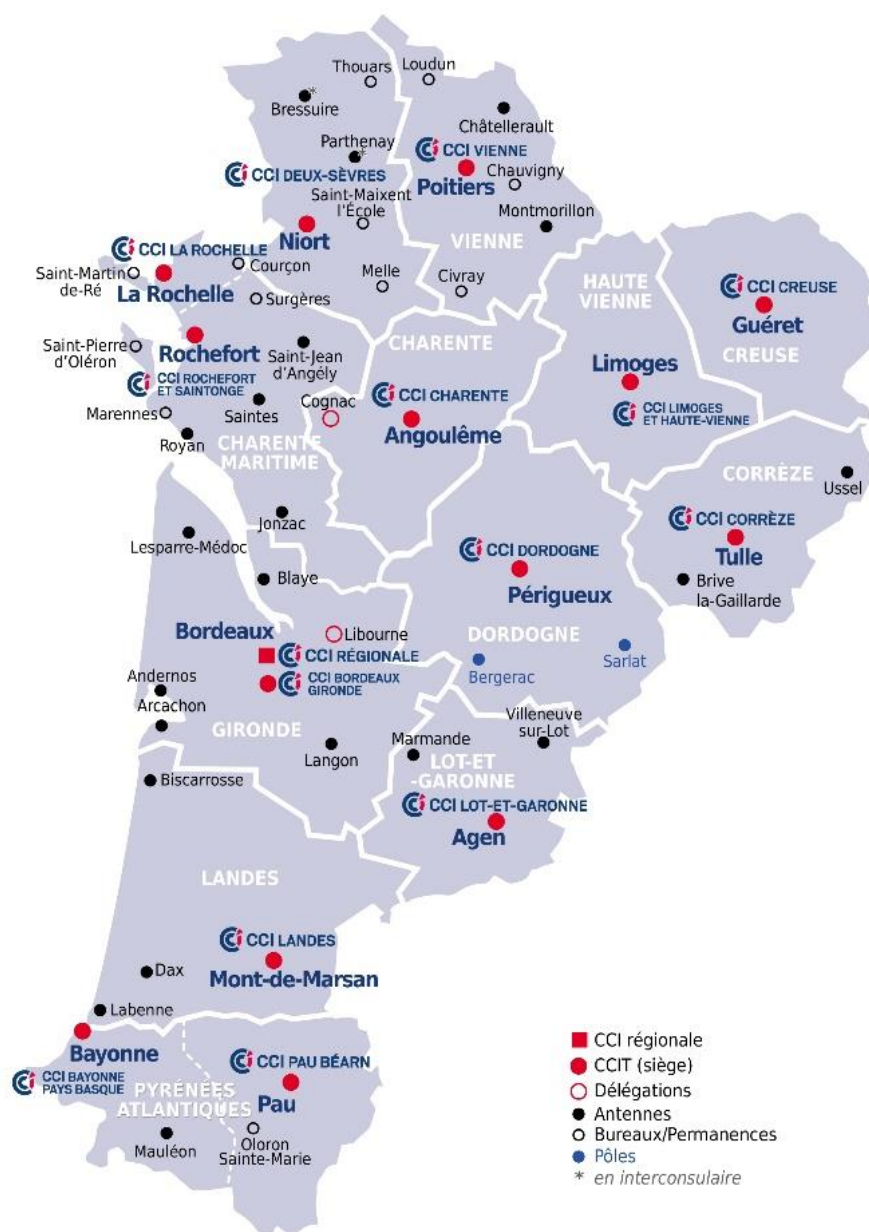 Thouars
Loudun
Bressuire*
Châtellerault
Parthenay*
CCI VIENNE
CCI DEUX-SÈVRES
Poitiers
Chauvigny
Saint-Maixent
l'École
Montmorillon
Niort
VIENNE
CCI LA ROCHELLE
Courçon
Saint-Martin
de-Ré
La Rochelle
Melle
Civray
HAUTE
VIENNE
CCI CREUSE
Surgères
Guéret
Rochefort
CHARENTE
CREUSE
Saint-Pierre
d'Oléron
Saint-Jean
d'Angély
Limoges
CCI ROCHEFORT
ET SAINTONGE
Cognac
CCI CHARENTE
Marennes
Saintes
CCI LIMOGES
ET HAUTE-VIENNE
Angoulême
Royan
CHARENTE
MARITIME
CORRÈZE
Ussel
Jonzac
CCI CORRÈZE
Lesparre-Médoc
CCI DORDOGNE
Tulle
Blaye
Brive
la-Gaillarde
Périgueux
Bordeaux
Libourne
DORDOGNE
CCI RÉGIONALE
Sarlat
Bergerac
CCI BORDEAUX
GIRONDE
Andernos
Arcachon
GIRONDE
Villeneuve
sur-Lot
Langon
Marmande
LOT-ET
-GARONNE
Biscarrosse
CCI LOT-ET-GARONNE
Agen
LANDES
CCI LANDES
Dax
Mont-de-Marsan
Labenne
Bayonne
CCI PAU BÉARN
CCI BAYONNE
PAYS BASQUE
PYRÉNÉES
ATLANTIQUES
Pau
Mauléon
Oloron
Sainte-Marie
CCI régionale
CCIT (siège)
Délégations
Antennes
Bureaux/Permanences
Pôles
* en interconsulaire